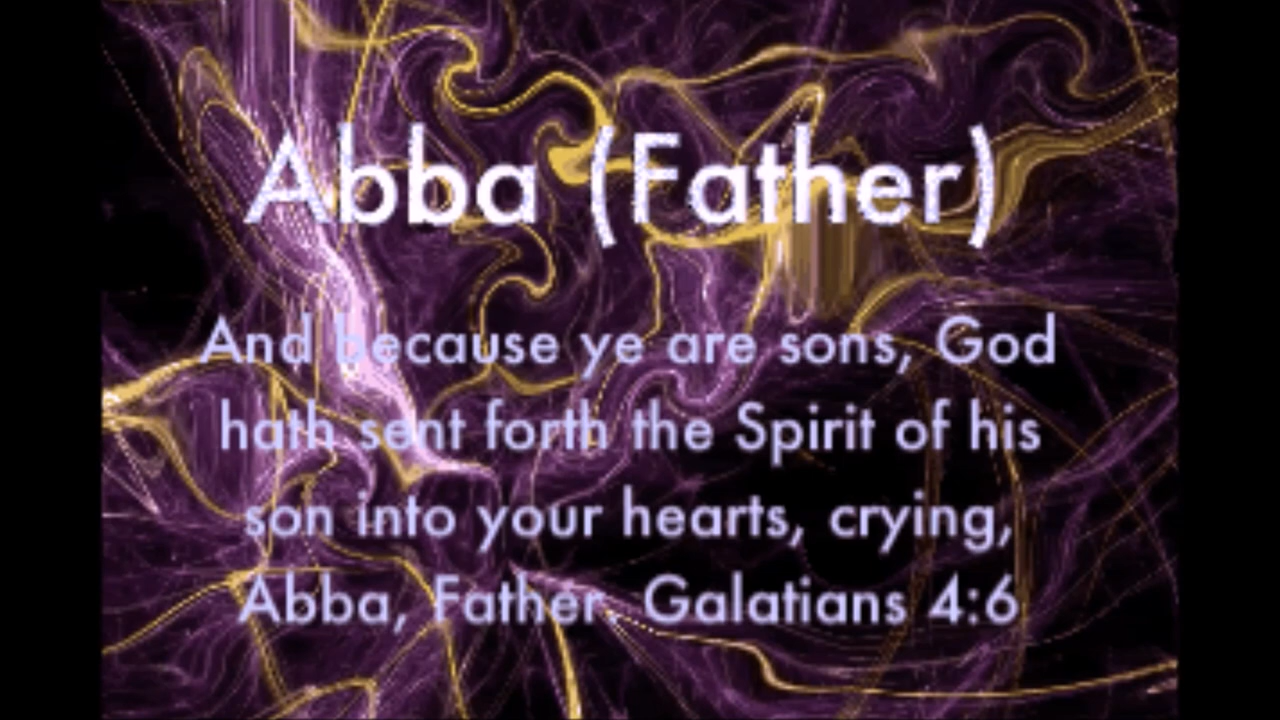 Abba (Father)
And because ye are sons, God
hath sent forth the Spirit of his
son into your hearts, crying,
Abba, Father. Galatians 4:6